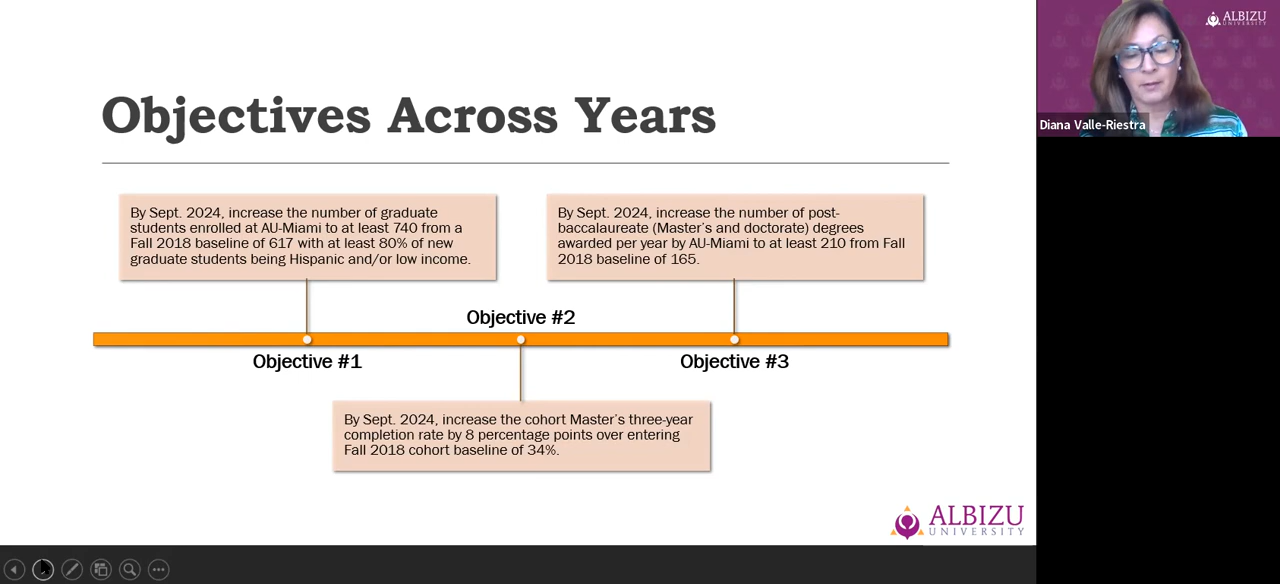 Objectives Across Years
By Sept. 2024, increase the number of graduate
students enrolled at AU-Miami to at least 740 from a
Fall 2018 baseline of 617 with at least 80% of new
graduate students being Hispanic and/or low income.
By Sept. 2024, increase the number of post-
baccalaureate (Master's and doctorate) degrees
awarded per year by AU-Miami to at least 210 from Fall
2018 baseline of 165.
Objective #2
Objective #1
Objective #3
By Sept. 2024, increase the cohort Master's three-year
completion rate by 8 percentage points over entering
Fall 2018 cohort baseline of 34%.
ALBIZU
UNIVERSITY
ALBIZU
UNIVERSITY
Diana Valle-Riestra